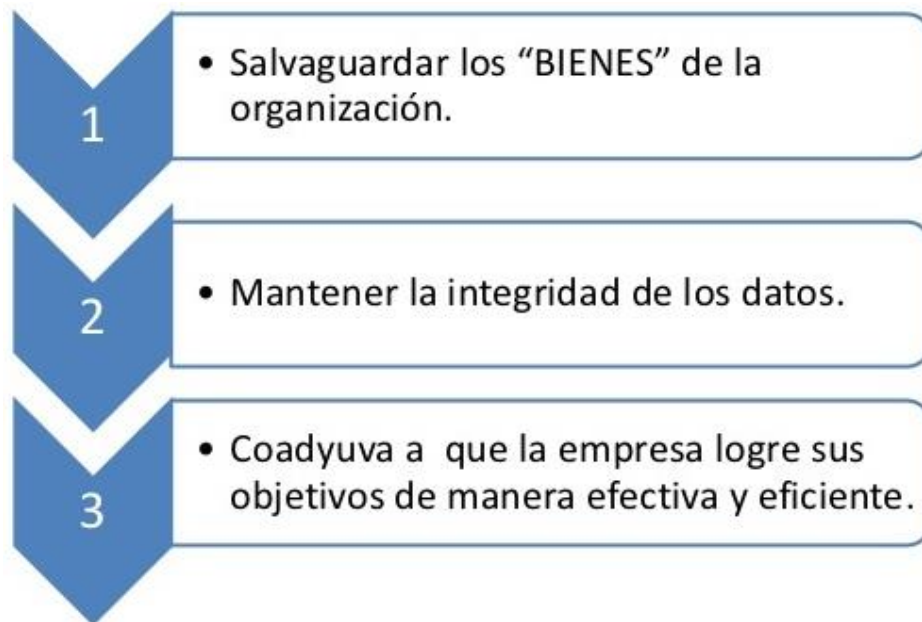 1
• Salvaguardar los “BIENES” de la
organización.
2
• Mantener la integridad de los datos.
3
• Coadyuva a  que la empresa logre sus
objetivos de manera efectiva y eficiente.